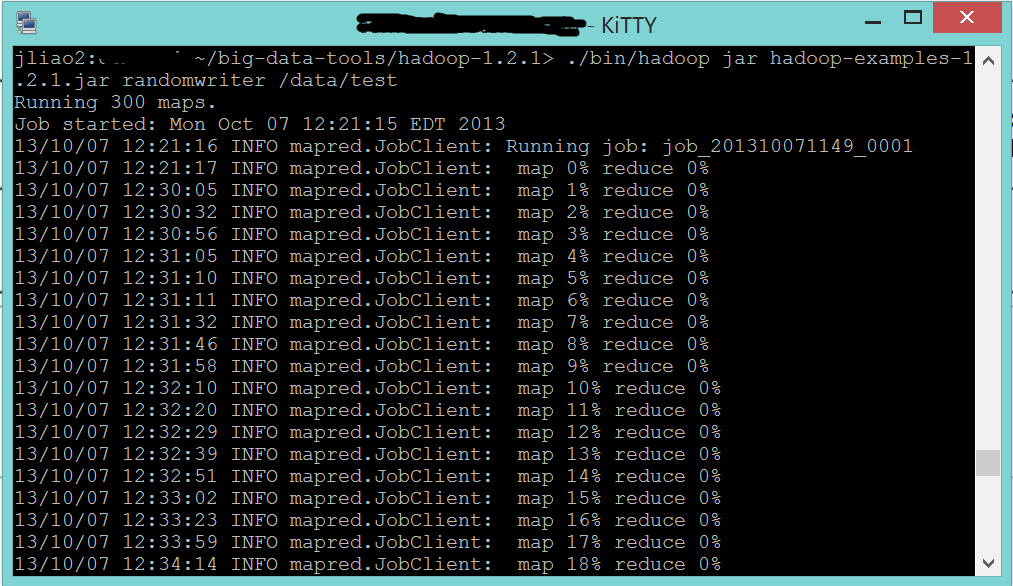 - KiTTY
jliao2: ~/big-data-tools/hadoop-1.2.1> ./bin/hadoop jar hadoop-examples-1
.2.1.jar randomwriter /data/test
Running 300 maps.
Job started: Mon Oct 07 12:21:15 EDT 2013
13/10/07 12:21:16 INFO mapred.JobClient: Running job: job_201310071149_0001
13/10/07 12:21:17 INFO mapred.JobClient:  map 0% reduce 0%
13/10/07 12:30:05 INFO mapred.JobClient:  map 1% reduce 0%
13/10/07 12:30:32 INFO mapred.JobClient:  map 2% reduce 0%
13/10/07 12:30:56 INFO mapred.JobClient:  map 3% reduce 0%
13/10/07 12:31:05 INFO mapred.JobClient:  map 4% reduce 0%
13/10/07 12:31:10 INFO mapred.JobClient:  map 5% reduce 0%
13/10/07 12:31:11 INFO mapred.JobClient:  map 6% reduce 0%
13/10/07 12:31:32 INFO mapred.JobClient:  map 7% reduce 0%
13/10/07 12:31:46 INFO mapred.JobClient:  map 8% reduce 0%
13/10/07 12:31:58 INFO mapred.JobClient:  map 9% reduce 0%
13/10/07 12:32:10 INFO mapred.JobClient:  map 10% reduce 0%
13/10/07 12:32:20 INFO mapred.JobClient:  map 11% reduce 0%
13/10/07 12:32:29 INFO mapred.JobClient:  map 12% reduce 0%
13/10/07 12:32:39 INFO mapred.JobClient:  map 13% reduce 0%
13/10/07 12:32:51 INFO mapred.JobClient:  map 14% reduce 0%
13/10/07 12:33:02 INFO mapred.JobClient:  map 15% reduce 0%
13/10/07 12:33:23 INFO mapred.JobClient:  map 16% reduce 0%
13/10/07 12:33:59 INFO mapred.JobClient:  map 17% reduce 0%
13/10/07 12:34:14 INFO mapred.JobClient:  map 18% reduce 0%